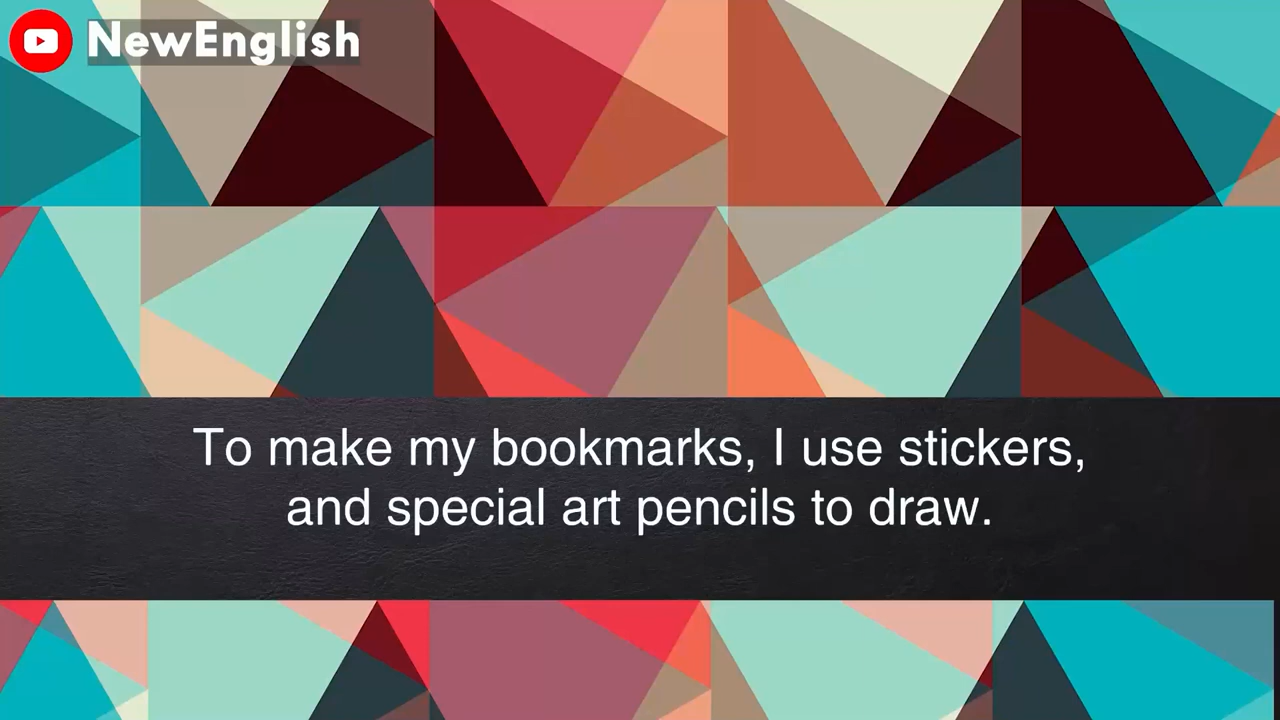 NewEnglish
To make my bookmarks, I use stickers,
and special art pencils to draw.